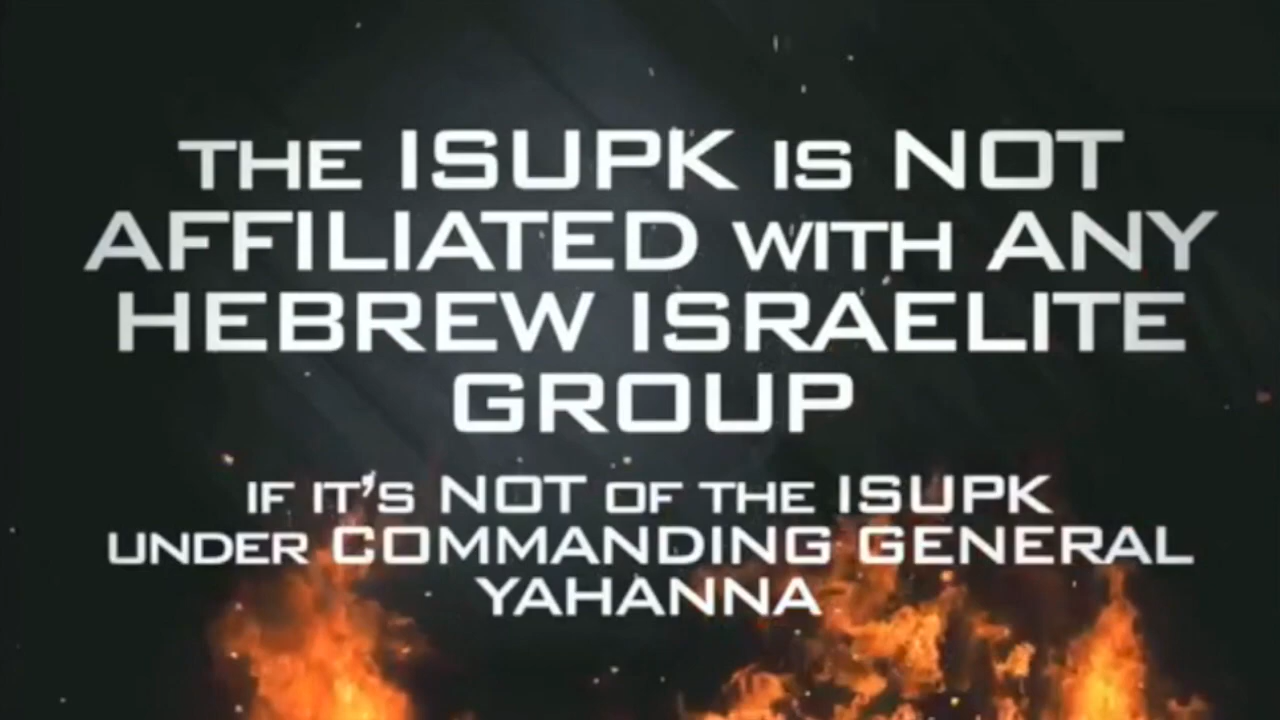 THE ISUPK IS NOT
AFFILIATED WITH ANY
HEBREW ISRAELITE
GROUP
IF IT'S NOT OF THE ISUPK
UNDER COMMANDING GENERAL
YAHANNA